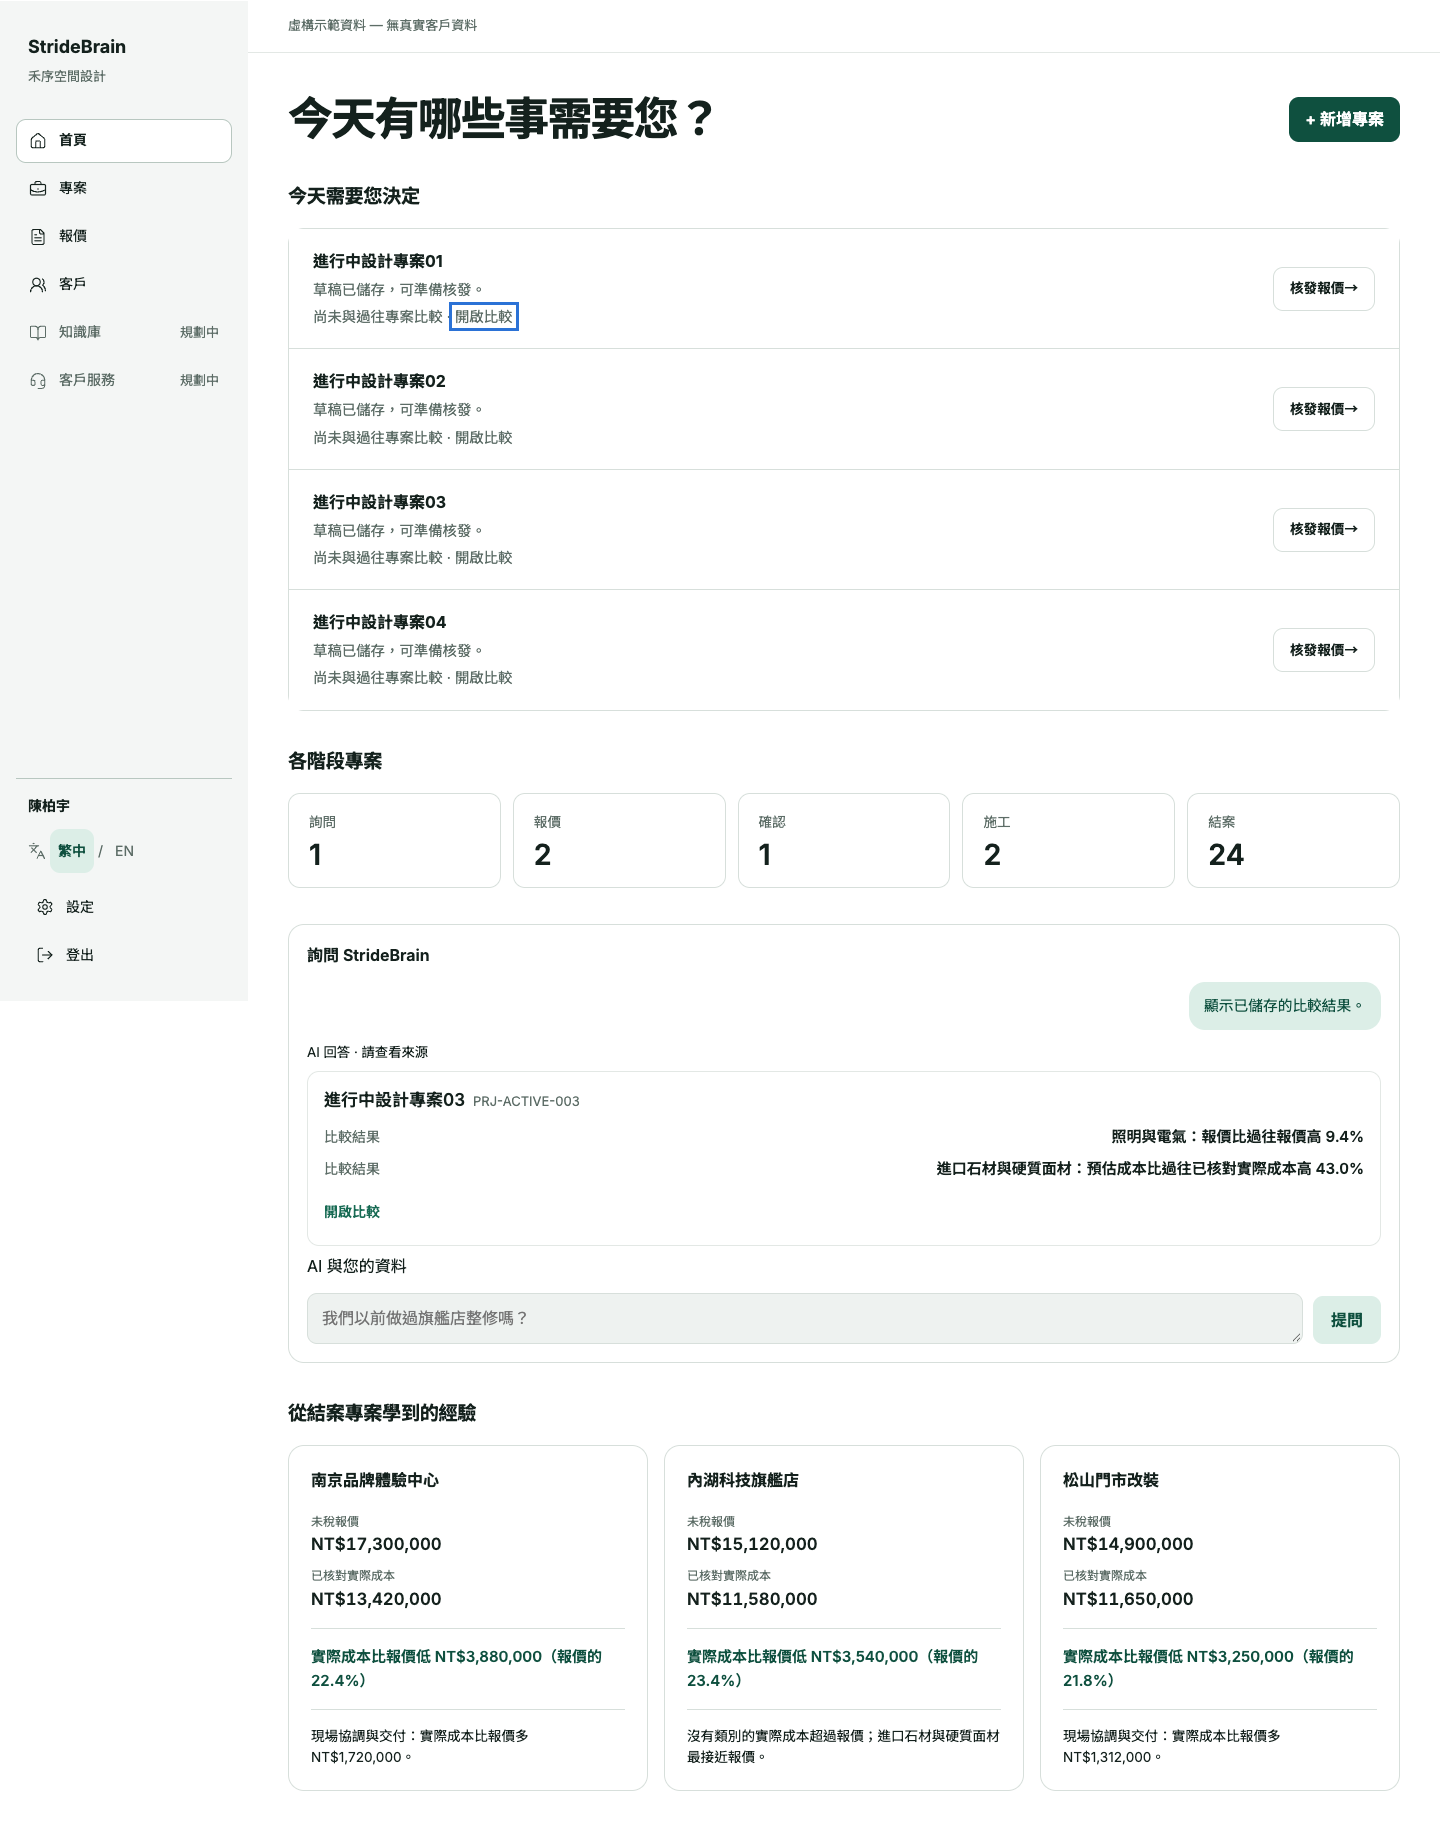 StrideBrain
禾序空間設計
首頁
專案
報價
客戶
知識庫 規劃中
客戶服務 規劃中
陳柏宇
繁中 / EN
設定
登出
虛構示範資料 — 無真實客戶資料
今天有哪些事需要您？
+ 新增專案
今天需要您決定
進行中設計專案01
草稿已儲存，可準備核發。
尚未與過往專案比較 · 開啟比較
核發報價→
進行中設計專案02
草稿已儲存，可準備核發。
尚未與過往專案比較 · 開啟比較
核發報價→
進行中設計專案03
草稿已儲存，可準備核發。
尚未與過往專案比較 · 開啟比較
核發報價→
進行中設計專案04
草稿已儲存，可準備核發。
尚未與過往專案比較 · 開啟比較
核發報價→
各階段專案
詢問
1
報價
2
確認
1
施工
2
結案
24
詢問 StrideBrain
顯示已儲存的比較結果。
AI 回答 · 請查看來源
進行中設計專案03 PRJ-ACTIVE-003
比較結果 照明與電氣：報價比過往報價高 9.4%
比較結果 進口石材與硬質面材：預估成本比過往已核對實際成本高 43.0%
開啟比較
AI 與您的資料
我們以前做過旗艦店整修嗎？
提問
從結案專案學到的經驗
南京品牌體驗中心
未稅報價
NT$17,300,000
已核對實際成本
NT$13,420,000
實際成本比報價低 NT$3,880,000（報價的
22.4%）
現場協調與交付：實際成本比報價多
NT$1,720,000。
內湖科技旗艦店
未稅報價
NT$15,120,000
已核對實際成本
NT$11,580,000
實際成本比報價低 NT$3,540,000（報價的
23.4%）
沒有類別的實際成本超過報價；進口石材與硬質面材
最接近報價。
松山門市改裝
未稅報價
NT$14,900,000
已核對實際成本
NT$11,650,000
實際成本比報價低 NT$3,250,000（報價的
21.8%）
現場協調與交付：實際成本比報價多
NT$1,312,000。